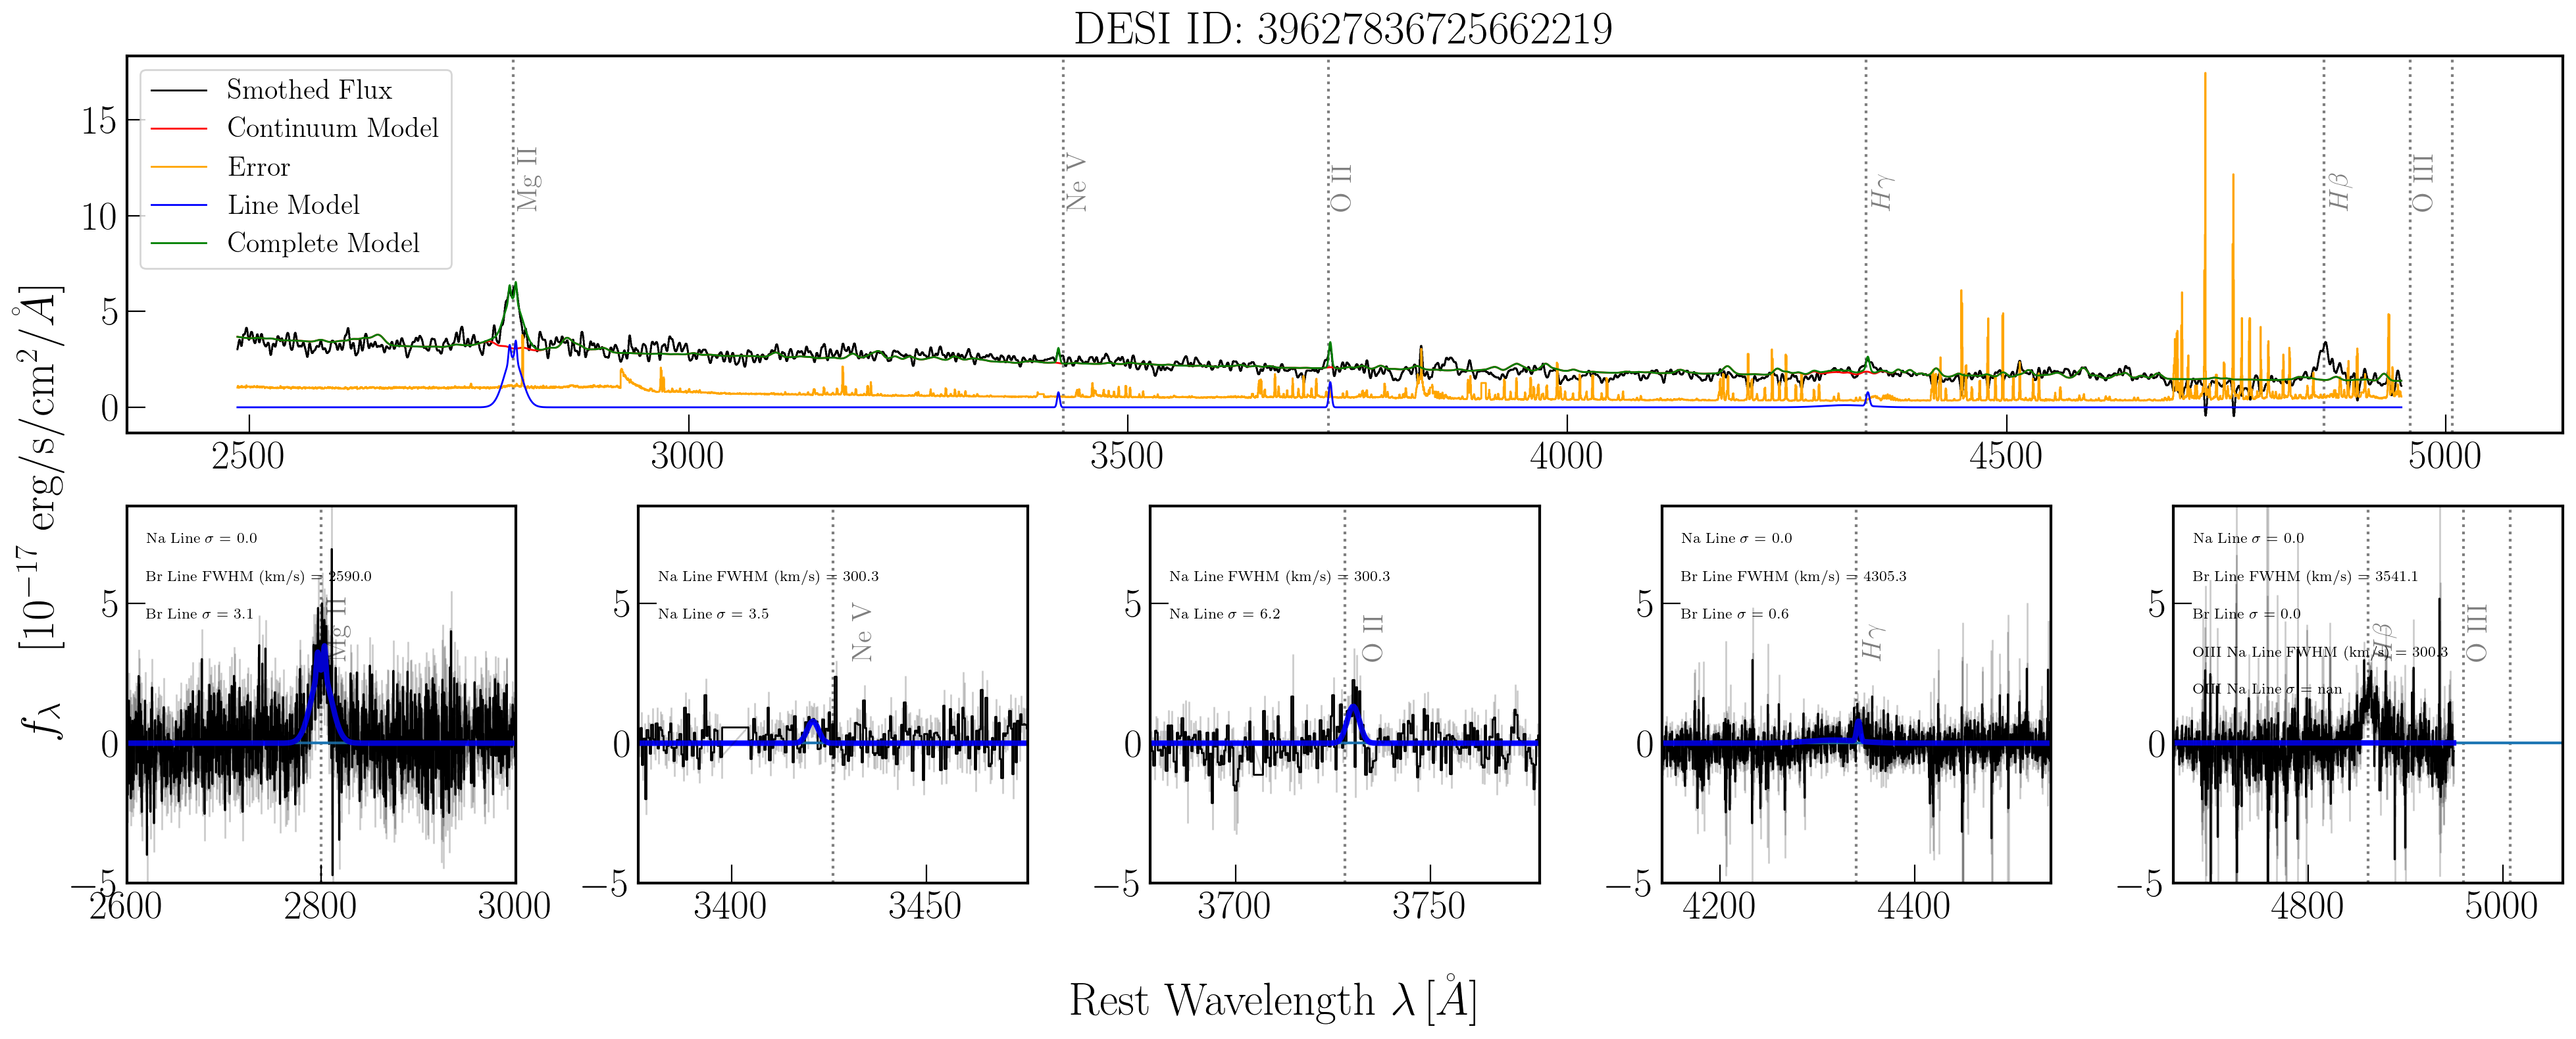 DESI ID: 39627836725662219
Smothed Flux
Continuum Model
Error
Line Model
Complete Model
Mg II
Ne V
O II
Hγ
Hβ
O III
15
10
5
0
2500 3000 3500 4000 4500 5000
f_λ [10^{-17} erg/s/cm^2/Å]
Na Line σ = 0.0
Br Line FWHM (km/s) = 2590.0
Br Line σ = 3.1
Mg II
5
0
−5
2600 2800 3000
Na Line FWHM (km/s) = 300.3
Na Line σ = 3.5
Ne V
5
0
−5
3400 3450
Na Line FWHM (km/s) = 300.3
Na Line σ = 6.2
O II
5
0
−5
3700 3750
Na Line σ = 0.0
Br Line FWHM (km/s) = 4305.3
Br Line σ = 0.6
Hγ
5
0
−5
4200 4400
Na Line σ = 0.0
Br Line FWHM (km/s) = 3541.1
Br Line σ = 0.0
OIII Na Line FWHM (km/s) = 300.3
OIII Na Line σ = nan
Hβ
O III
5
0
−5
4800 5000
Rest Wavelength λ [Å]